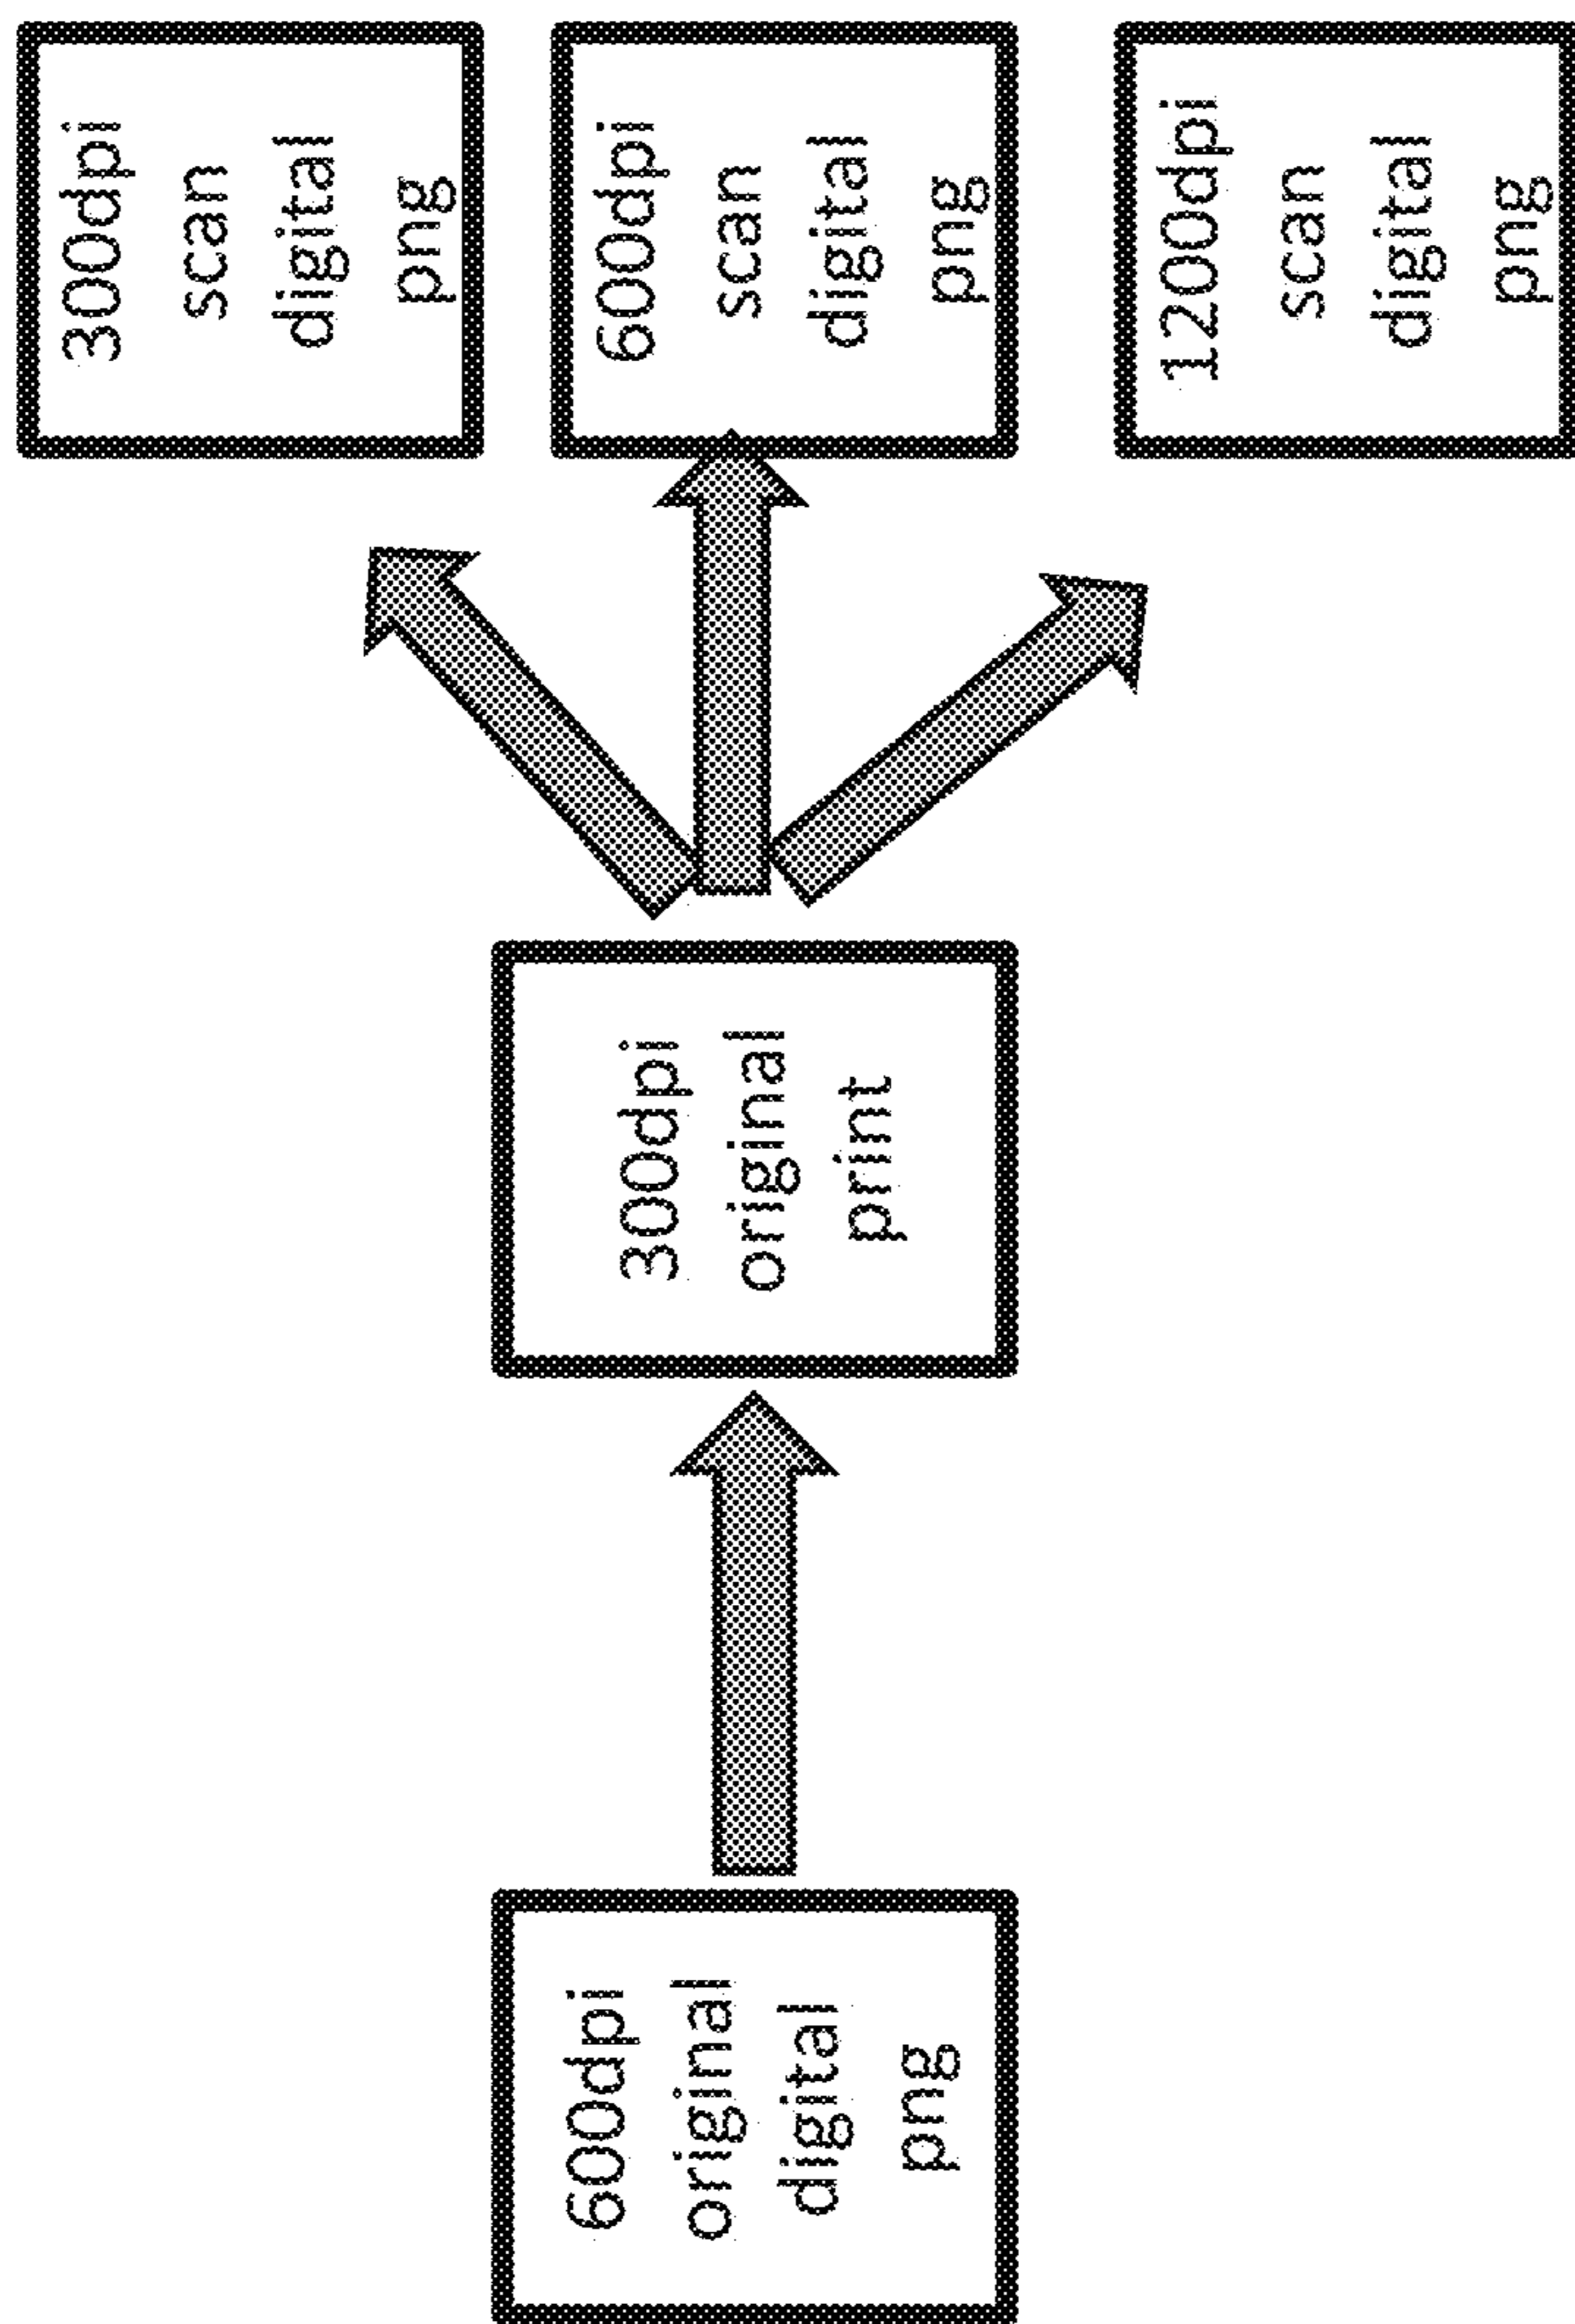 600dpi
original
digital
png
300dpi
original
print
300dpi
scan
digital
png
600dpi
scan
digital
png
1200dpi
scan
digital
png